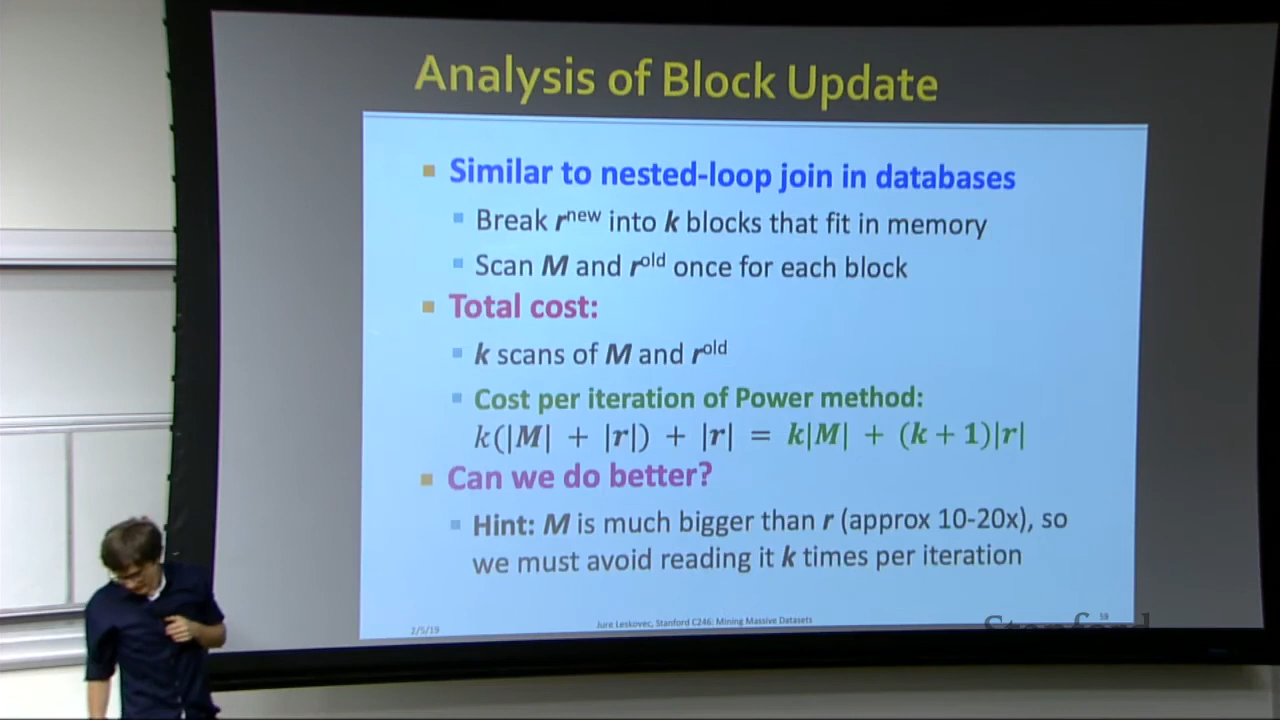 Analysis of Block Update
Similar to nested-loop join in databases
Break r^new into k blocks that fit in memory
Scan M and r^old once for each block
Total cost:
k scans of M and r^old
Cost per iteration of Power method:
k(|M| + |r|) + |r| = k|M| + (k + 1)|r|
Can we do better?
Hint: M is much bigger than r (approx 10-20x), so
we must avoid reading it k times per iteration
2/5/19
Jure Leskovec, Stanford C246: Mining Massive Datasets
59
Stanford